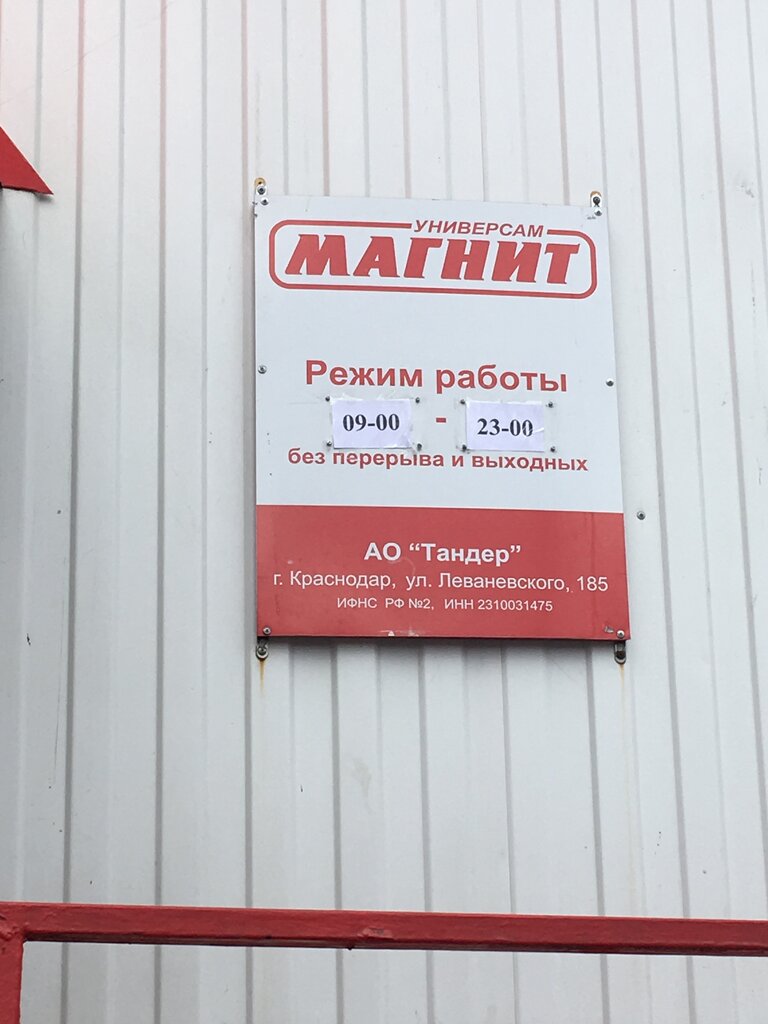 УНИВЕРСАМ
МАГНИТ
Режим работы
09-00 - 23-00
без перерыва и выходных
АО “Тандер”
г. Краснодар, ул. Леваневского, 185
ИФНС РФ №2, ИНН 2310031475